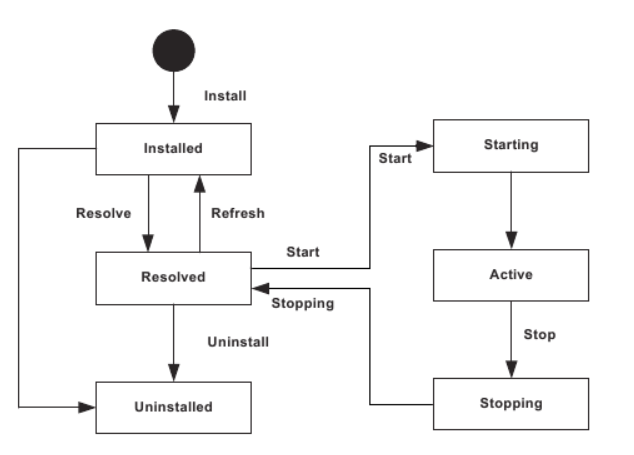 Install
Installed
Starting
Start
Resolve
Refresh
Start
Resolved
Active
Stopping
Uninstall
Stop
Uninstalled
Stopping